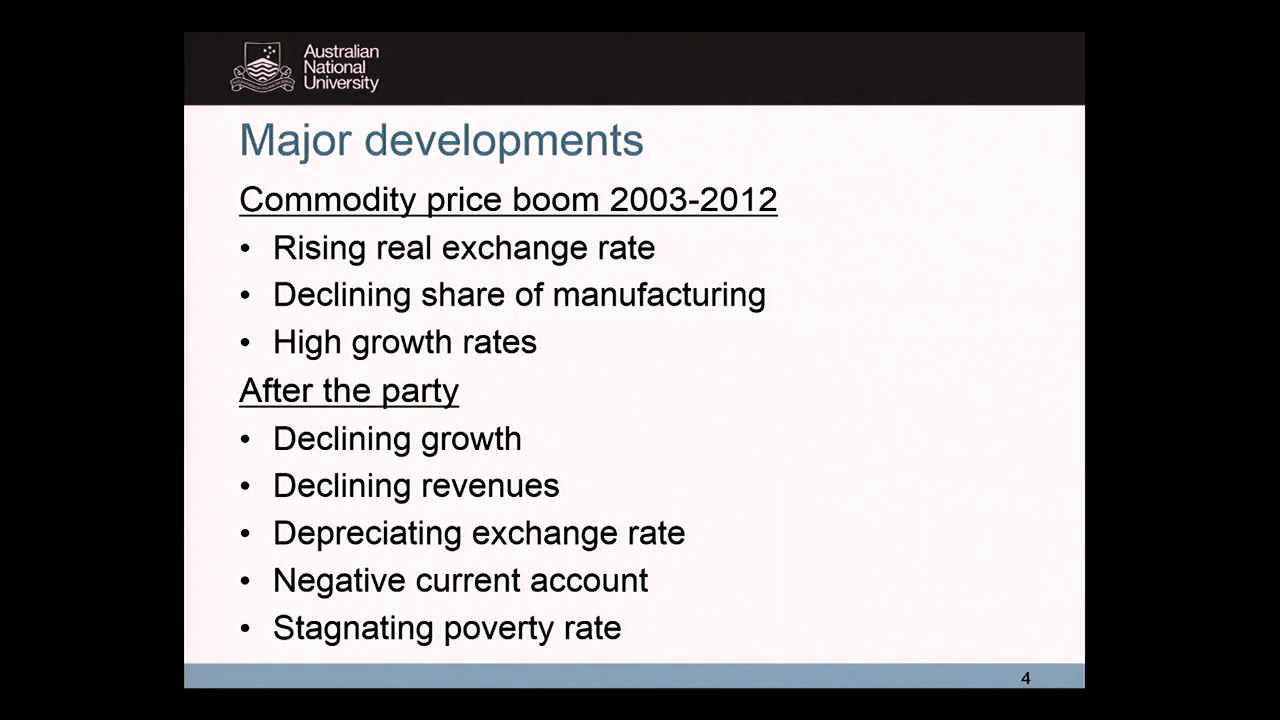 Australian
National
University
Major developments
Commodity price boom 2003-2012
• Rising real exchange rate
• Declining share of manufacturing
• High growth rates
After the party
• Declining growth
• Declining revenues
• Depreciating exchange rate
• Negative current account
• Stagnating poverty rate
4